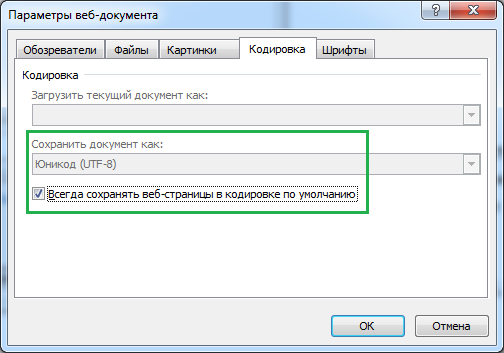 Параметры веб-документа
?
Обозреватели Файлы Картинки Кодировка Шрифты
Кодировка
Загрузить текущий документ как:
Сохранить документ как:
Юникод (UTF-8)
Всегда сохранять веб-страницы в кодировке по умолчанию
ОК Отмена